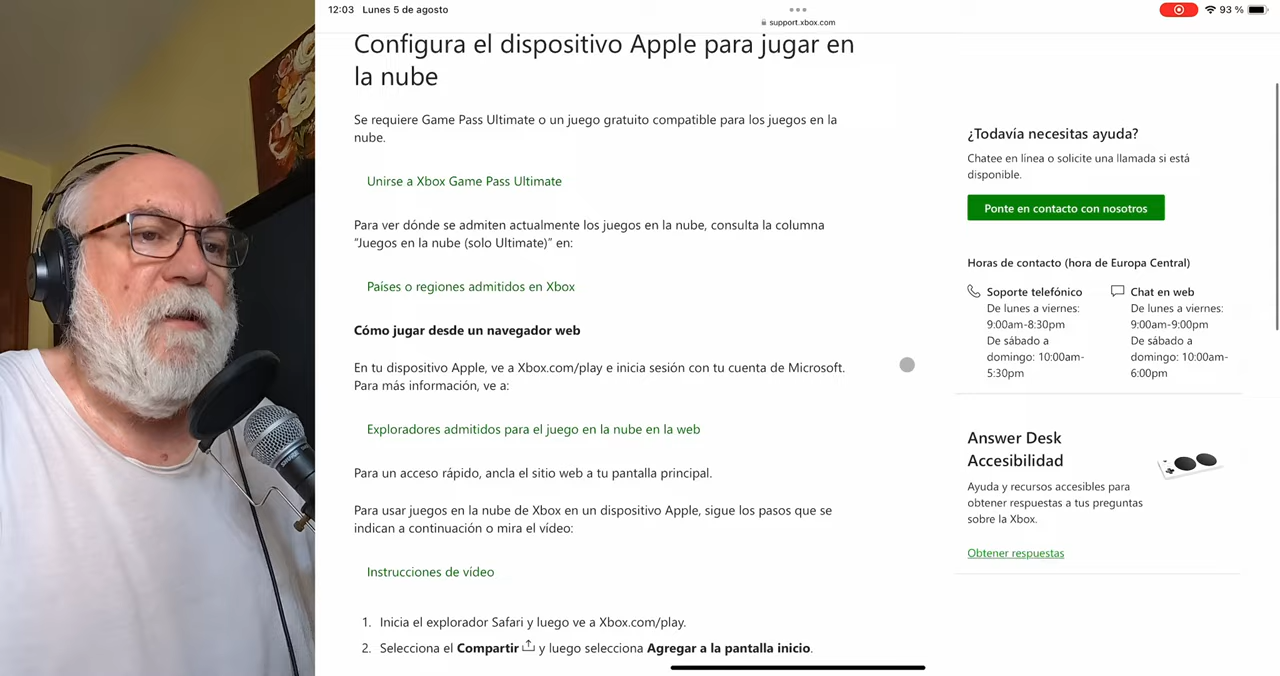 12:03 Lunes 5 de agosto
93 %
support.xbox.com
Configura el dispositivo Apple para jugar en
la nube
Se requiere Game Pass Ultimate o un juego gratuito compatible para los juegos en la
nube.
Unirse a Xbox Game Pass Ultimate
Para ver dónde se admiten actualmente los juegos en la nube, consulta la columna
"Juegos en la nube (solo Ultimate)" en:
Países o regiones admitidos en Xbox
Cómo jugar desde un navegador web
En tu dispositivo Apple, ve a Xbox.com/play e inicia sesión con tu cuenta de Microsoft.
Para más información, ve a:
Exploradores admitidos para el juego en la nube en la web
Para un acceso rápido, ancla el sitio web a tu pantalla principal.
Para usar juegos en la nube de Xbox en un dispositivo Apple, sigue los pasos que se
indican a continuación o mira el vídeo:
Instrucciones de vídeo
1. Inicia el explorador Safari y luego ve a Xbox.com/play.
2. Selecciona el Compartir y luego selecciona Agregar a la pantalla inicio.
¿Todavía necesitas ayuda?
Chatee en línea o solicite una llamada si está
disponible.
Ponte en contacto con nosotros
Horas de contacto (hora de Europa Central)
Soporte telefónico
De lunes a viernes:
9:00am-8:30pm
De sábado a
domingo: 10:00am-
5:30pm
Chat en web
De lunes a viernes:
9:00am-9:00pm
De sábado a
domingo: 10:00am-
6:00pm
Answer Desk
Accesibilidad
Ayuda y recursos accesibles para
obtener respuestas a tus preguntas
sobre la Xbox.
Obtener respuestas